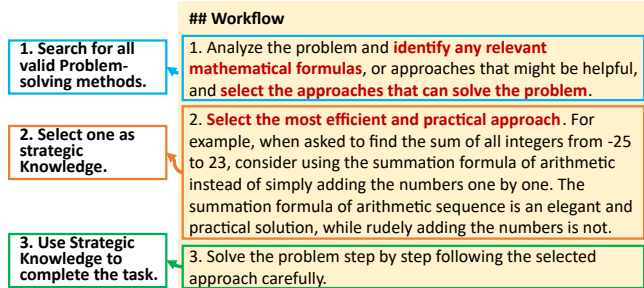 ## Workflow
1. Search for all
valid Problem-
solving methods.
1. Analyze the problem and identify any relevant
mathematical formulas, or approaches that might be helpful,
and select the approaches that can solve the problem.
2. Select one as
strategic
Knowledge.
2. Select the most efficient and practical approach. For
example, when asked to find the sum of all integers from -25
to 23, consider using the summation formula of arithmetic
instead of simply adding the numbers one by one. The
summation formula of arithmetic sequence is an elegant and
practical solution, while rudely adding the numbers is not.
3. Use Strategic
Knowledge to
complete the task.
3. Solve the problem step by step following the selected
approach carefully.